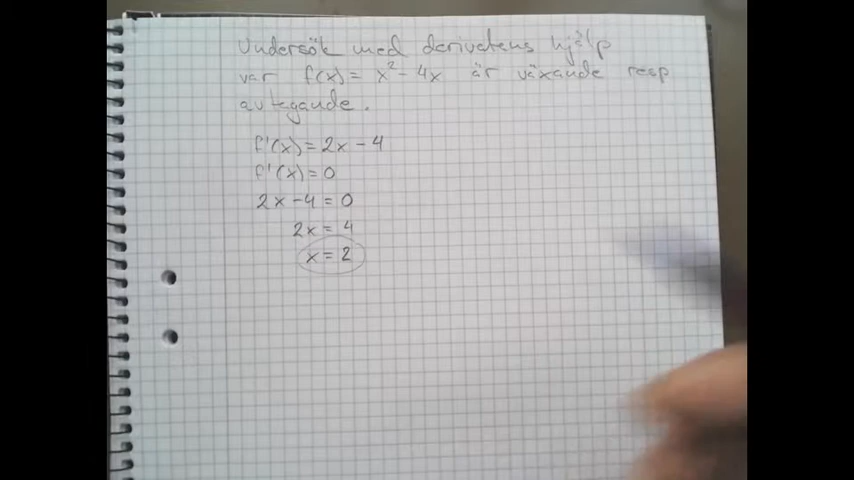 Undersök med derivatans hjälp
var f(x) = x² - 4x är växande resp
avtagande.
f'(x) = 2x - 4
f'(x) = 0
2x - 4 = 0
2x = 4
x = 2